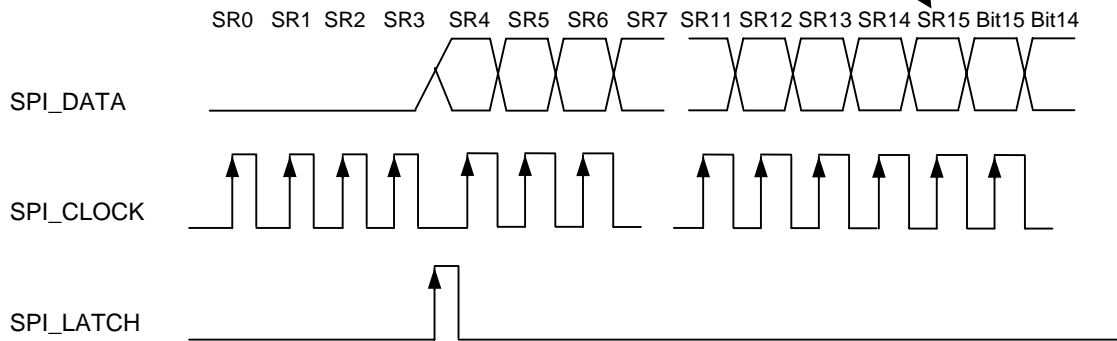 SR0 SR1 SR2 SR3 SR4 SR5 SR6 SR7 SR11 SR12 SR13 SR14 SR15 Bit15 Bit14
SPI_DATA
SPI_CLOCK
SPI_LATCH